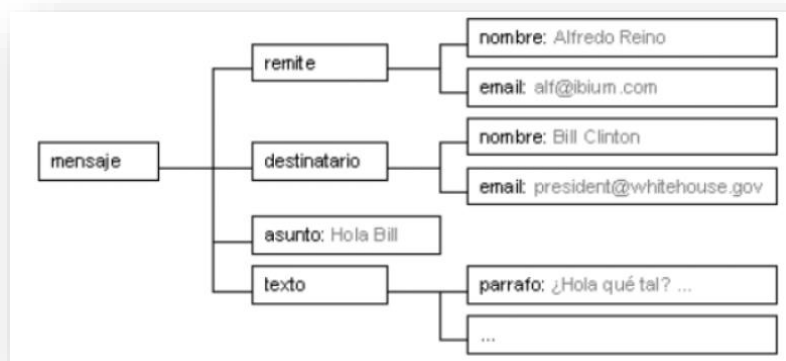 nombre: Alfredo Reino
remite
email: alf@ibium.com
nombre: Bill Clinton
mensaje
destinatario
email: president@whitehouse.gov
asunto: Hola Bill
texto
parrafo: ¿Hola qué tal? ...
...